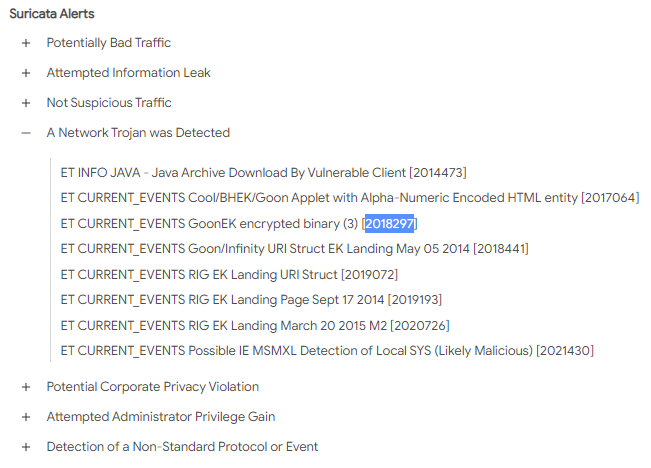 Suricata Alerts
+ Potentially Bad Traffic
+ Attempted Information Leak
+ Not Suspicious Traffic
− A Network Trojan was Detected
ET INFO JAVA - Java Archive Download By Vulnerable Client [2014473]
ET CURRENT_EVENTS Cool/BHEK/Goon Applet with Alpha-Numeric Encoded HTML entity [2017064]
ET CURRENT_EVENTS GoonEK encrypted binary (3) [2018297]
ET CURRENT_EVENTS Goon/Infinity URI Struct EK Landing May 05 2014 [2018441]
ET CURRENT_EVENTS RIG EK Landing URI Struct [2019072]
ET CURRENT_EVENTS RIG EK Landing Page Sept 17 2014 [2019193]
ET CURRENT_EVENTS RIG EK Landing March 20 2015 M2 [2020726]
ET CURRENT_EVENTS Possible IE MSMXL Detection of Local SYS (Likely Malicious) [2021430]
+ Potential Corporate Privacy Violation
+ Attempted Administrator Privilege Gain
+ Detection of a Non-Standard Protocol or Event